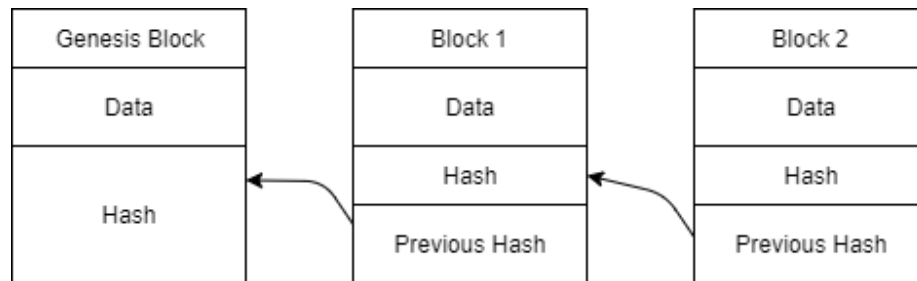 Genesis Block
Data
Hash
Block 1
Data
Hash
Previous Hash
Block 2
Data
Hash
Previous Hash